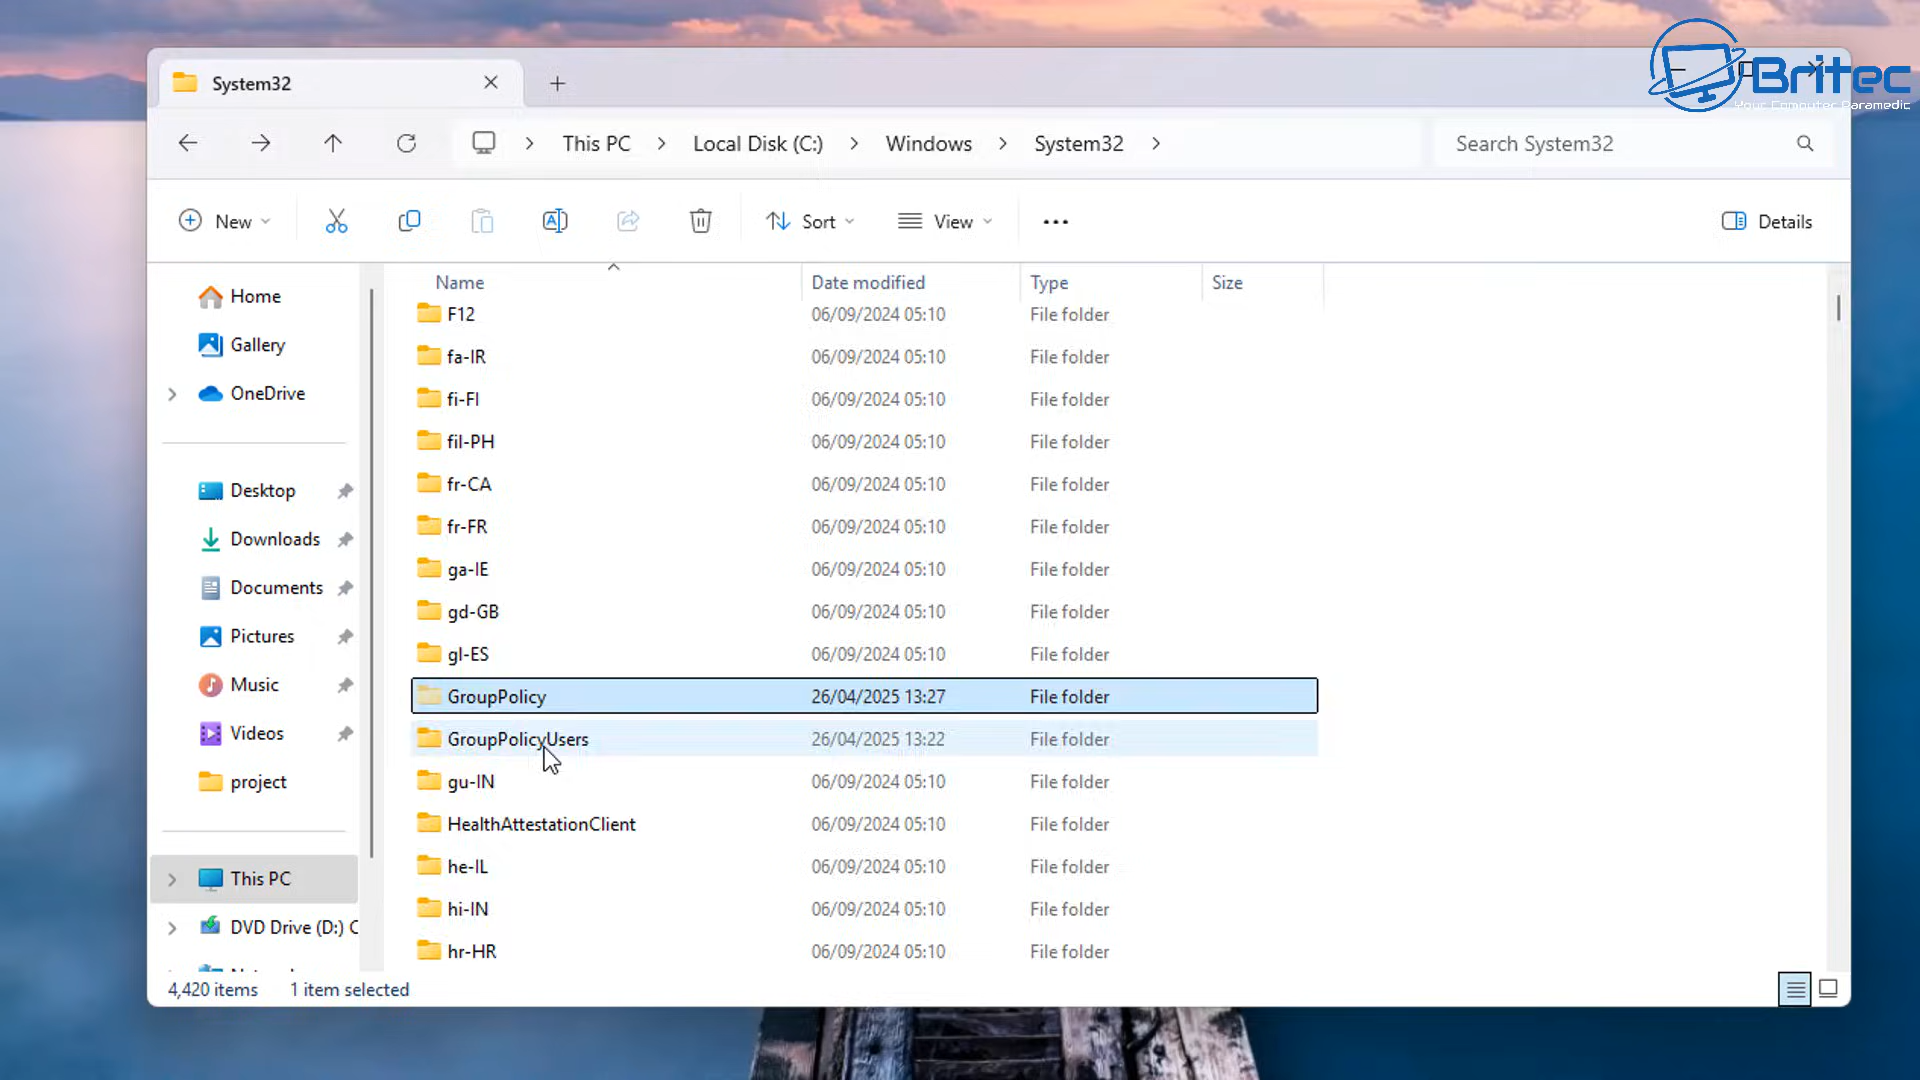 System32
Britec
Your Computer Paramedic
This PC
Local Disk (C:)
Windows
System32
Search System32
New
Sort
View
Details
Name
Date modified
Type
Size
Home
Gallery
OneDrive
Desktop
Downloads
Documents
Pictures
Music
Videos
project
This PC
DVD Drive (D:) C
F12 06/09/2024 05:10 File folder
fa-IR 06/09/2024 05:10 File folder
fi-FI 06/09/2024 05:10 File folder
fil-PH 06/09/2024 05:10 File folder
fr-CA 06/09/2024 05:10 File folder
fr-FR 06/09/2024 05:10 File folder
ga-IE 06/09/2024 05:10 File folder
gd-GB 06/09/2024 05:10 File folder
gl-ES 06/09/2024 05:10 File folder
GroupPolicy 26/04/2025 13:27 File folder
GroupPolicyUsers 26/04/2025 13:22 File folder
gu-IN 06/09/2024 05:10 File folder
HealthAttestationClient 06/09/2024 05:10 File folder
he-IL 06/09/2024 05:10 File folder
hi-IN 06/09/2024 05:10 File folder
hr-HR 06/09/2024 05:10 File folder
4,420 items
1 item selected